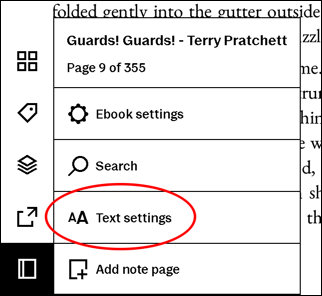 folded gently into the gutter outside
Guards! Guards! - Terry Pratchett
Page 9 of 355
Ebook settings
Search
AA Text settings
Add note page